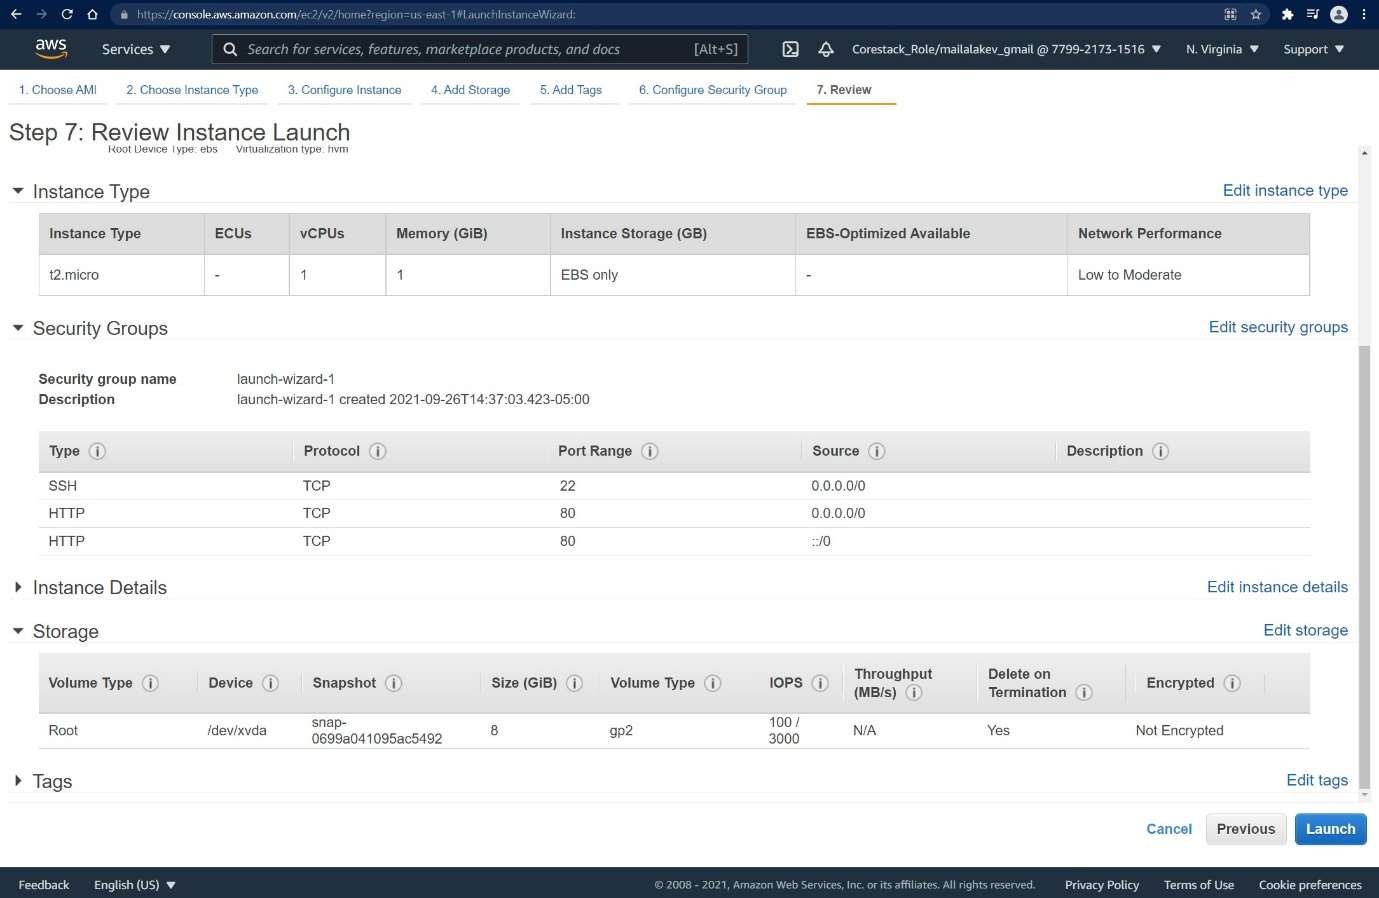 https://console.aws.amazon.com/ec2/v2/home?region=us-east-1#LaunchInstanceWizard:
aws Services Search for services, features, marketplace products, and docs [Alt+S] Corestack_Role/mailalakev_gmail @ 7799-2173-1516 N. Virginia Support
1. Choose AMI 2. Choose Instance Type 3. Configure Instance 4. Add Storage 5. Add Tags 6. Configure Security Group 7. Review
Step 7: Review Instance Launch
Root Device Type: ebs Virtualization type: hvm
Instance Type Edit instance type
Instance Type ECUs vCPUs Memory (GiB) Instance Storage (GB) EBS-Optimized Available Network Performance
t2.micro - 1 1 EBS only - Low to Moderate
Security Groups Edit security groups
Security group name launch-wizard-1
Description launch-wizard-1 created 2021-09-26T14:37:03.423-05:00
Type Protocol Port Range Source Description
SSH TCP 22 0.0.0.0/0
HTTP TCP 80 0.0.0.0/0
HTTP TCP 80 ::/0
Instance Details Edit instance details
Storage Edit storage
Volume Type Device Snapshot Size (GiB) Volume Type IOPS Throughput (MB/s) Delete on Termination Encrypted
Root /dev/xvda snap-0699a041095ac5492 8 gp2 100 / 3000 N/A Yes Not Encrypted
Tags Edit tags
Cancel Previous Launch
Feedback English (US) © 2008 - 2021, Amazon Web Services, Inc. or its affiliates. All rights reserved. Privacy Policy Terms of Use Cookie preferences